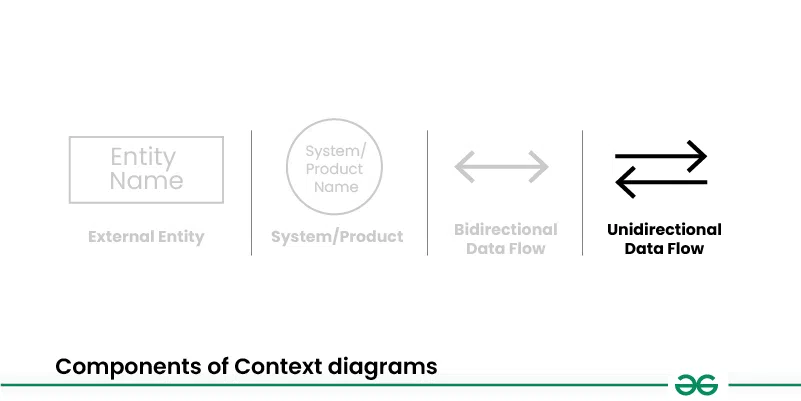 Entity
Name
External Entity
System/
Product
Name
System/Product
Bidirectional
Data Flow
Unidirectional
Data Flow
Components of Context diagrams